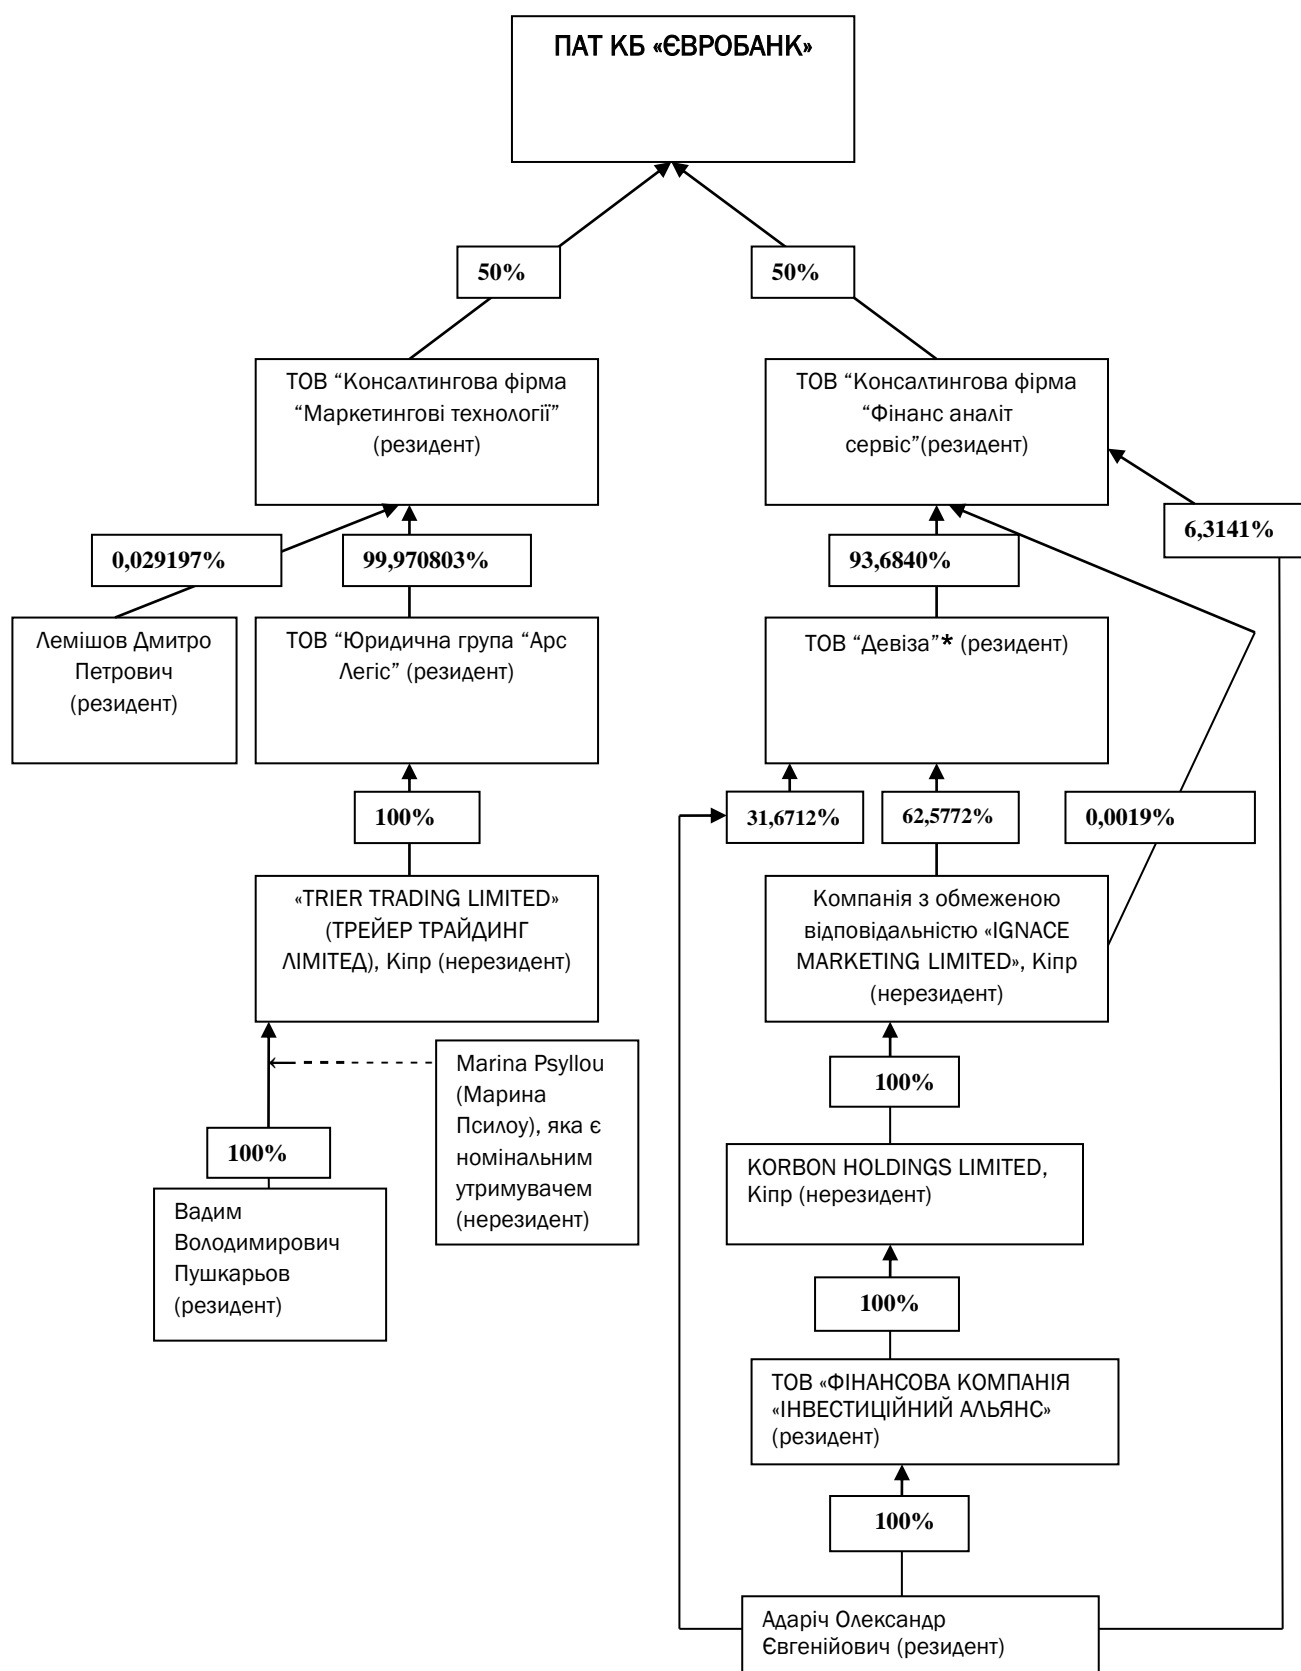 ПАТ КБ «ЄВРОБАНК»
50%
50%
ТОВ “Консалтингова фірма
“Маркетингові технології”
(резидент)
ТОВ “Консалтингова фірма
“Фінанс аналіт
сервіс”(резидент)
0,029197%
99,970803%
93,6840%
6,3141%
Лемішов Дмитро
Петрович
(резидент)
ТОВ “Юридична група “Арс
Легіс” (резидент)
ТОВ “Девіза”* (резидент)
100%
31,6712%
62,5772%
0,0019%
«TRIER TRADING LIMITED»
(ТРЕЙЕР ТРАЙДИНГ
ЛІМІТЕД), Кіпр (нерезидент)
Компанія з обмеженою
відповідальністю «IGNACE
MARKETING LIMITED», Кіпр
(нерезидент)
Marina Psyllou
(Марина
Псилоу), яка є
номінальним
утримувачем
(нерезидент)
100%
100%
Вадим
Володимирович
Пушкарьов
(резидент)
KORBON HOLDINGS LIMITED,
Кіпр (нерезидент)
100%
ТОВ «ФІНАНСОВА КОМПАНІЯ
«ІНВЕСТИЦІЙНИЙ АЛЬЯНС»
(резидент)
100%
Адаріч Олександр
Євгенійович (резидент)